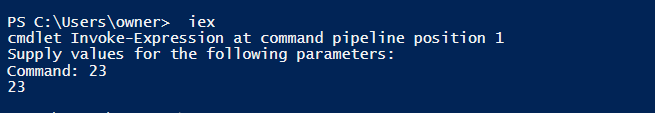 PS C:\Users\owner>  iex
cmdlet Invoke-Expression at command pipeline position 1
Supply values for the following parameters:
Command: 23
23